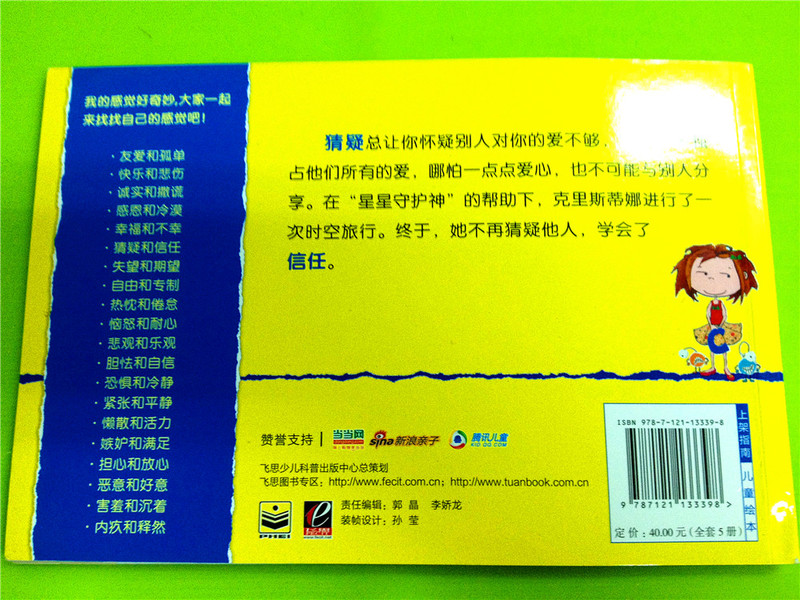 我的感觉好奇妙,大家一起
来找找自己的感觉吧!
·友爱和孤单
·快乐和悲伤
·诚实和撒谎
·感恩和冷漠
·幸福和不幸
·猜疑和信任
·失望和期望
·自由和专制
·热忱和倦怠
·恼怒和耐心
·悲观和乐观
·胆怯和自信
·恐惧和冷静
·紧张和平静
·懒散和活力
·嫉妒和满足
·担心和放心
·恶意和好意
·害羞和沉着
·内疚和释然
猜疑总让你怀疑别人对你的爱不够,
占他们所有的爱,哪怕一点点爱心,也不可能与别人分
享。在“星星守护神”的帮助下,克里斯蒂娜进行了一
次时空旅行。终于,她不再猜疑他人,学会了
信任。
赞誉支持 | 当当网 sina新浪亲子 腾讯儿童
KID.QQ.COM
飞思少儿科普出版中心总策划
飞思图书专区:http://www.fecit.com.cn; http://www.tuanbook.com.cn
PHEI
www.fecit.com.cn
责任编辑:郭 晶 李娇龙
装帧设计:孙 莹
ISBN 978-7-121-13339-8
9 787121 133398 >
定价:40.00元(全套5册)
上架指南 儿童绘本